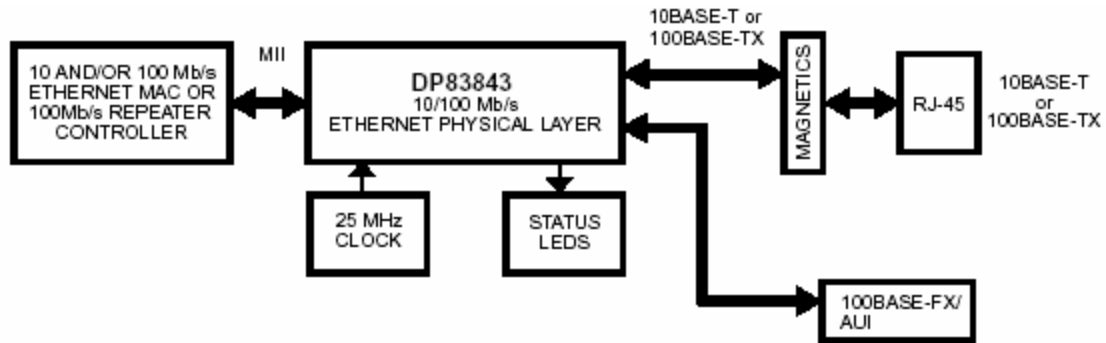 10 AND/OR 100 Mb/s
ETHERNET MAC OR
100Mb/s REPEATER
CONTROLLER
MII
DP83843
10/100 Mb/s
ETHERNET PHYSICAL LAYER
10BASE-T or
100BASE-TX
MAGNETICS
RJ-45
10BASE-T
or
100BASE-TX
25 MHz
CLOCK
STATUS
LEDS
100BASE-FX/
AUI